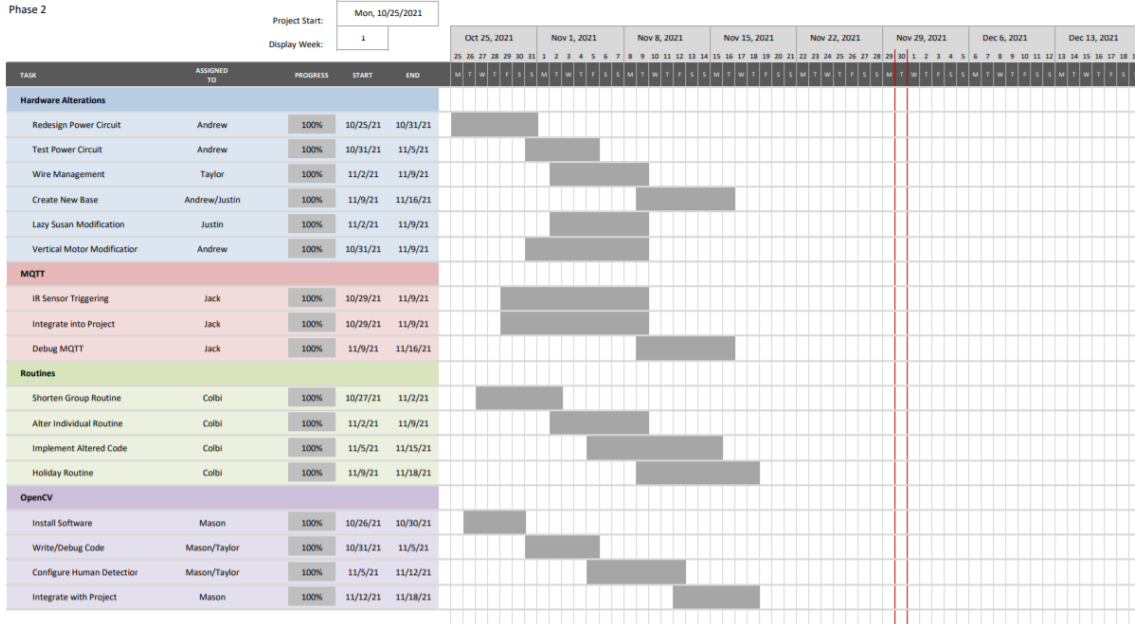 Phase 2
Project Start: Mon, 10/25/2021
Display Week: 1
Oct 25, 2021 Nov 1, 2021 Nov 8, 2021 Nov 15, 2021 Nov 22, 2021 Nov 29, 2021 Dec 6, 2021 Dec 13, 2021
25 26 27 28 29 30 31 1 2 3 4 5 6 7 8 9 10 11 12 13 14 15 16 17 18 19 20 21 22 23 24 25 26 27 28 29 30 1 2 3 4 5 6 7 8 9 10 11 12 13 14 15 16 17 18
TASK ASSIGNED TO PROGRESS START END M T W T F S S M T W T F S S M T W T F S S M T W T F S S M T W T F S S M T W T F S S M T W T F S S M T W T F S
Hardware Alterations
Redesign Power Circuit Andrew 100% 10/25/21 10/31/21
Test Power Circuit Andrew 100% 10/31/21 11/5/21
Wire Management Taylor 100% 11/2/21 11/9/21
Create New Base Andrew/Justin 100% 11/9/21 11/16/21
Lazy Susan Modification Justin 100% 11/2/21 11/9/21
Vertical Motor Modificatior Andrew 100% 10/31/21 11/9/21
MQTT
IR Sensor Triggering Jack 100% 10/29/21 11/9/21
Integrate into Project Jack 100% 10/29/21 11/9/21
Debug MQTT Jack 100% 11/9/21 11/16/21
Routines
Shorten Group Routine Colbi 100% 10/27/21 11/2/21
Alter Individual Routine Colbi 100% 11/2/21 11/9/21
Implement Altered Code Colbi 100% 11/5/21 11/15/21
Holiday Routine Colbi 100% 11/9/21 11/18/21
OpenCV
Install Software Mason 100% 10/26/21 10/30/21
Write/Debug Code Mason/Taylor 100% 10/31/21 11/5/21
Configure Human Detectior Mason/Taylor 100% 11/5/21 11/12/21
Integrate with Project Mason 100% 11/12/21 11/18/21